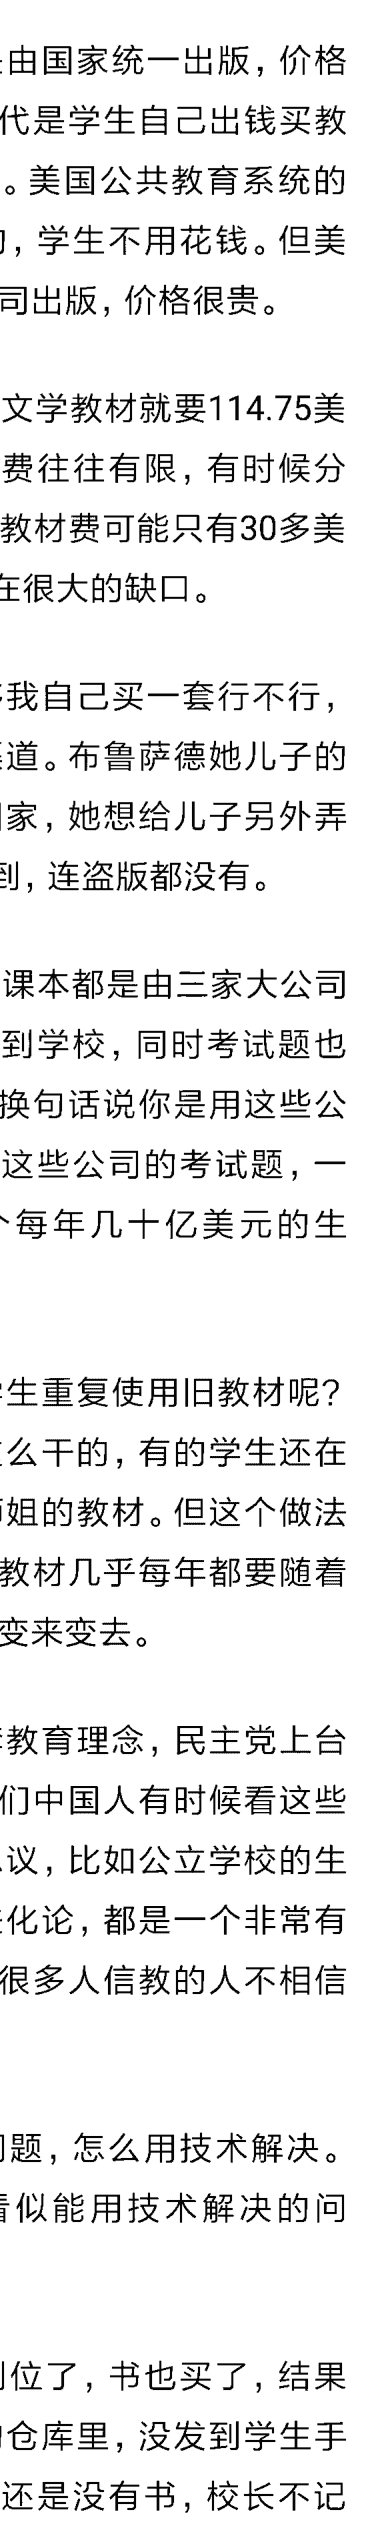 由国家统一出版，价格
代是学生自己出钱买教
。美国公共教育系统的
，学生不用花钱。但美
司出版，价格很贵。
文学教材就要114.75美
费往往有限，有时候分
教材费可能只有30多美
在很大的缺口。
我自己买一套行不行，
道。布鲁萨德她儿子的
家，她想给儿子另外弄
到，连盗版都没有。
课本都是由三家大公司
到学校，同时考试题也
换句话说你是用这些公
这些公司的考试题，一
个每年几十亿美元的生
生重复使用旧教材呢？
么干的，有的学生还在
姐的教材。但这个做法
教材几乎每年都要随着
变来变去。
教育理念，民主党上台
们中国人有时候看这些
议，比如公立学校的生
化论，都是一个非常有
很多人信教的人不相信
题，怎么用技术解决。
看似能用技术解决的问
位了，书也买了，结果
仓库里，没发到学生手
还是没有书，校长不记